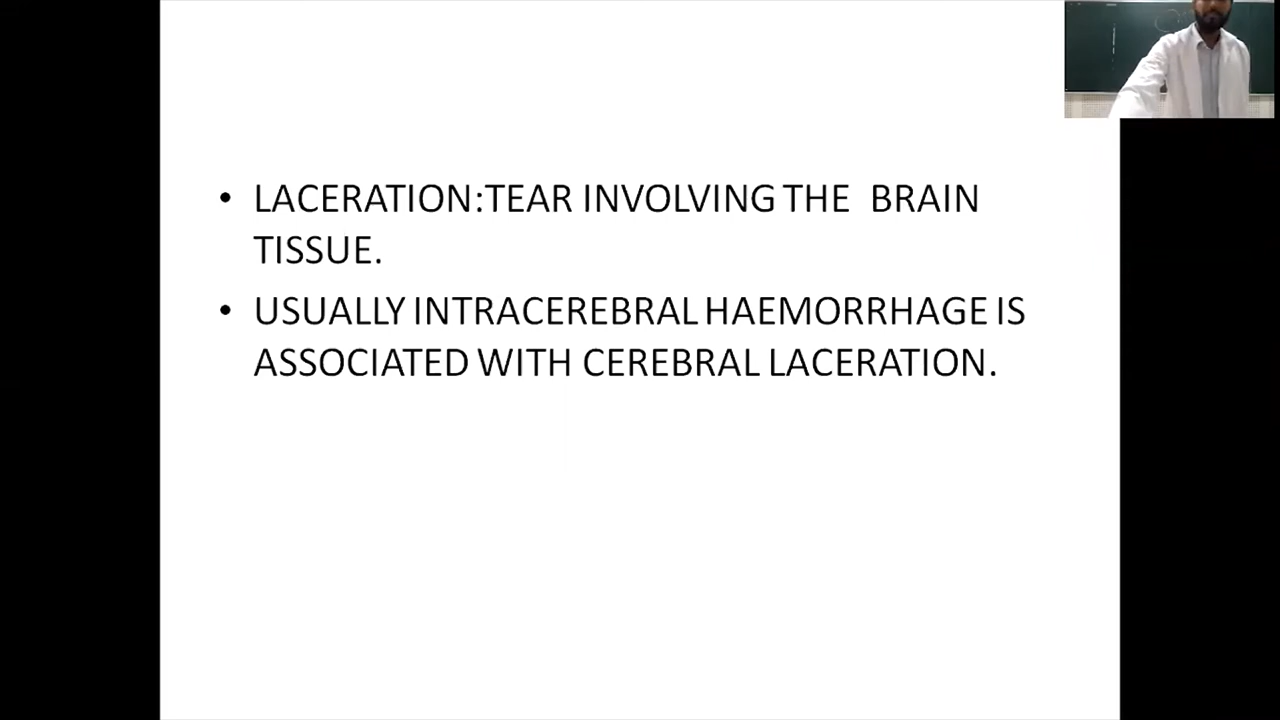 • LACERATION:TEAR INVOLVING THE BRAIN
TISSUE.
• USUALLY INTRACEREBRAL HAEMORRHAGE IS
ASSOCIATED WITH CEREBRAL LACERATION.